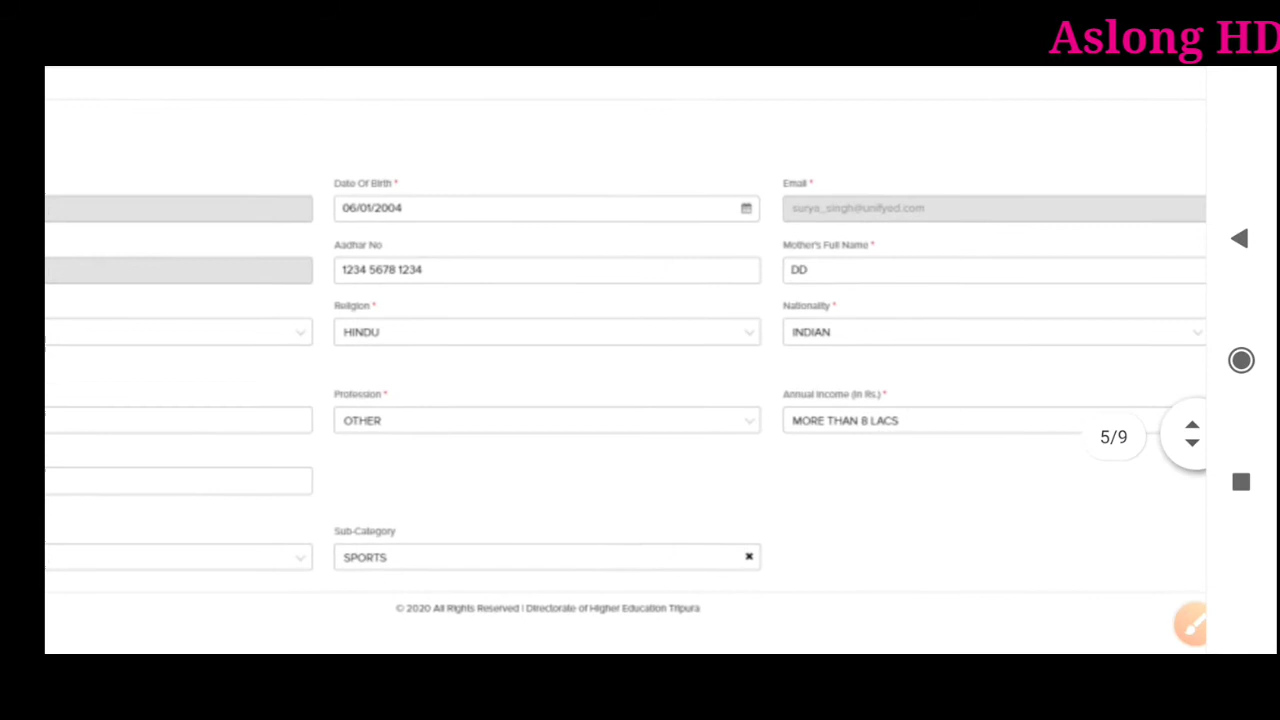 Aslong HD
Date Of Birth *
Email *
06/01/2004
surya_singh@unifyed.com
Aadhar No
Mother's Full Name *
1234 5678 1234
DD
Religion *
Nationality *
HINDU
INDIAN
Profession *
Annual Income (In Rs.) *
OTHER
MORE THAN 8 LACS
5/9
Sub-Category
SPORTS
© 2020 All Rights Reserved | Directorate of Higher Education Tripura